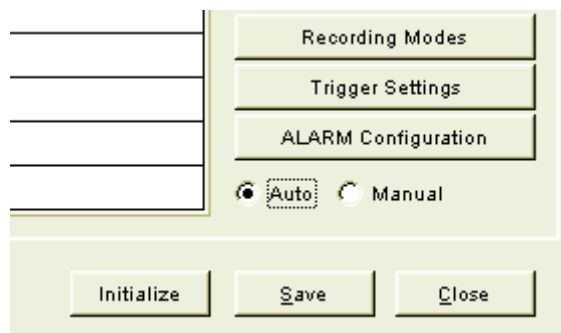 Recording Modes
Trigger Settings
ALARM Configuration
Auto Manual
Initialize Save Close